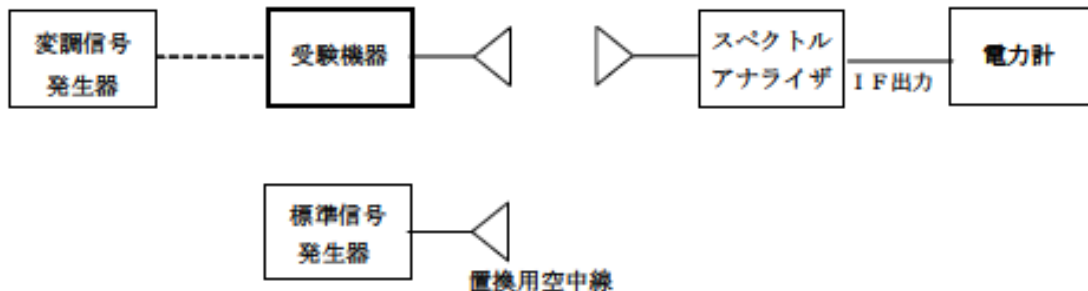 変調信号
発生器
受験機器
スペクトル
アナライザ
ＩＦ出力
電力計
標準信号
発生器
置換用空中線